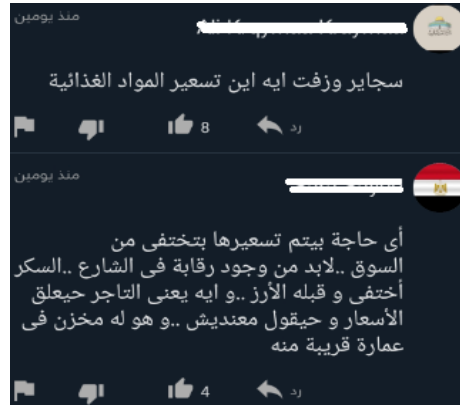 منذ يومين
سجاير وزفت ايه اين تسعير المواد الغذائية
رد
8
منذ يومين
أى حاجة بيتم تسعيرها بتختفى من
السوق ..لابد من وجود رقابة فى الشارع ..السكر
أختفى و قبله الأرز ..و ايه يعنى التاجر حيعلق
الأسعار و حيقول معنديش ..و هو له مخزن فى
عمارة قريبة منه
رد
4